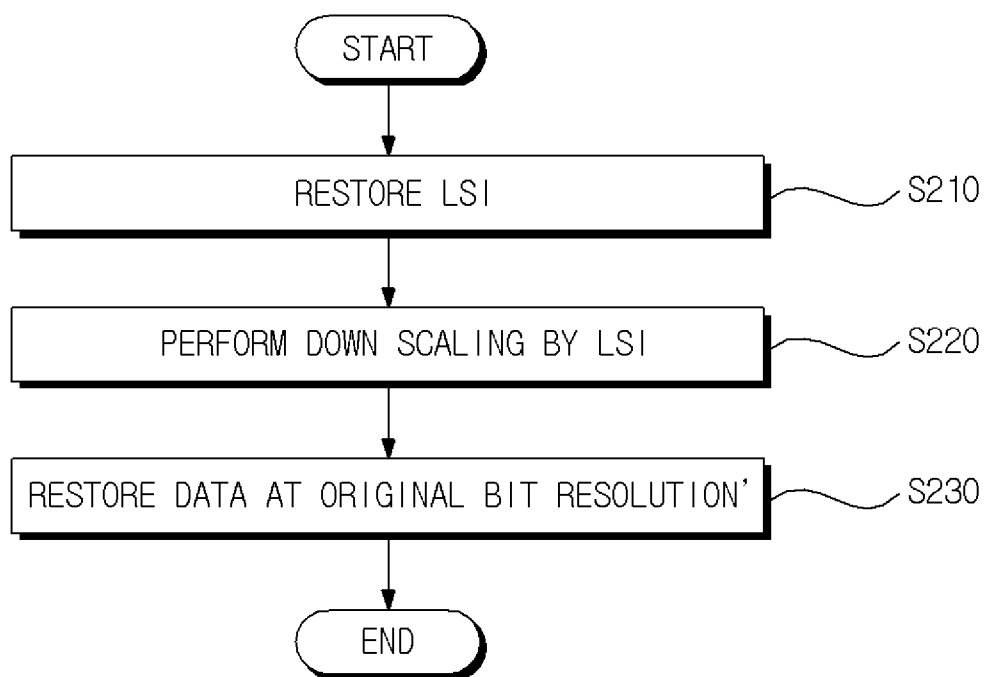 START
RESTORE LSI
S210
PERFORM DOWN SCALING BY LSI
S220
RESTORE DATA AT ORIGINAL BIT RESOLUTION'
S230
END